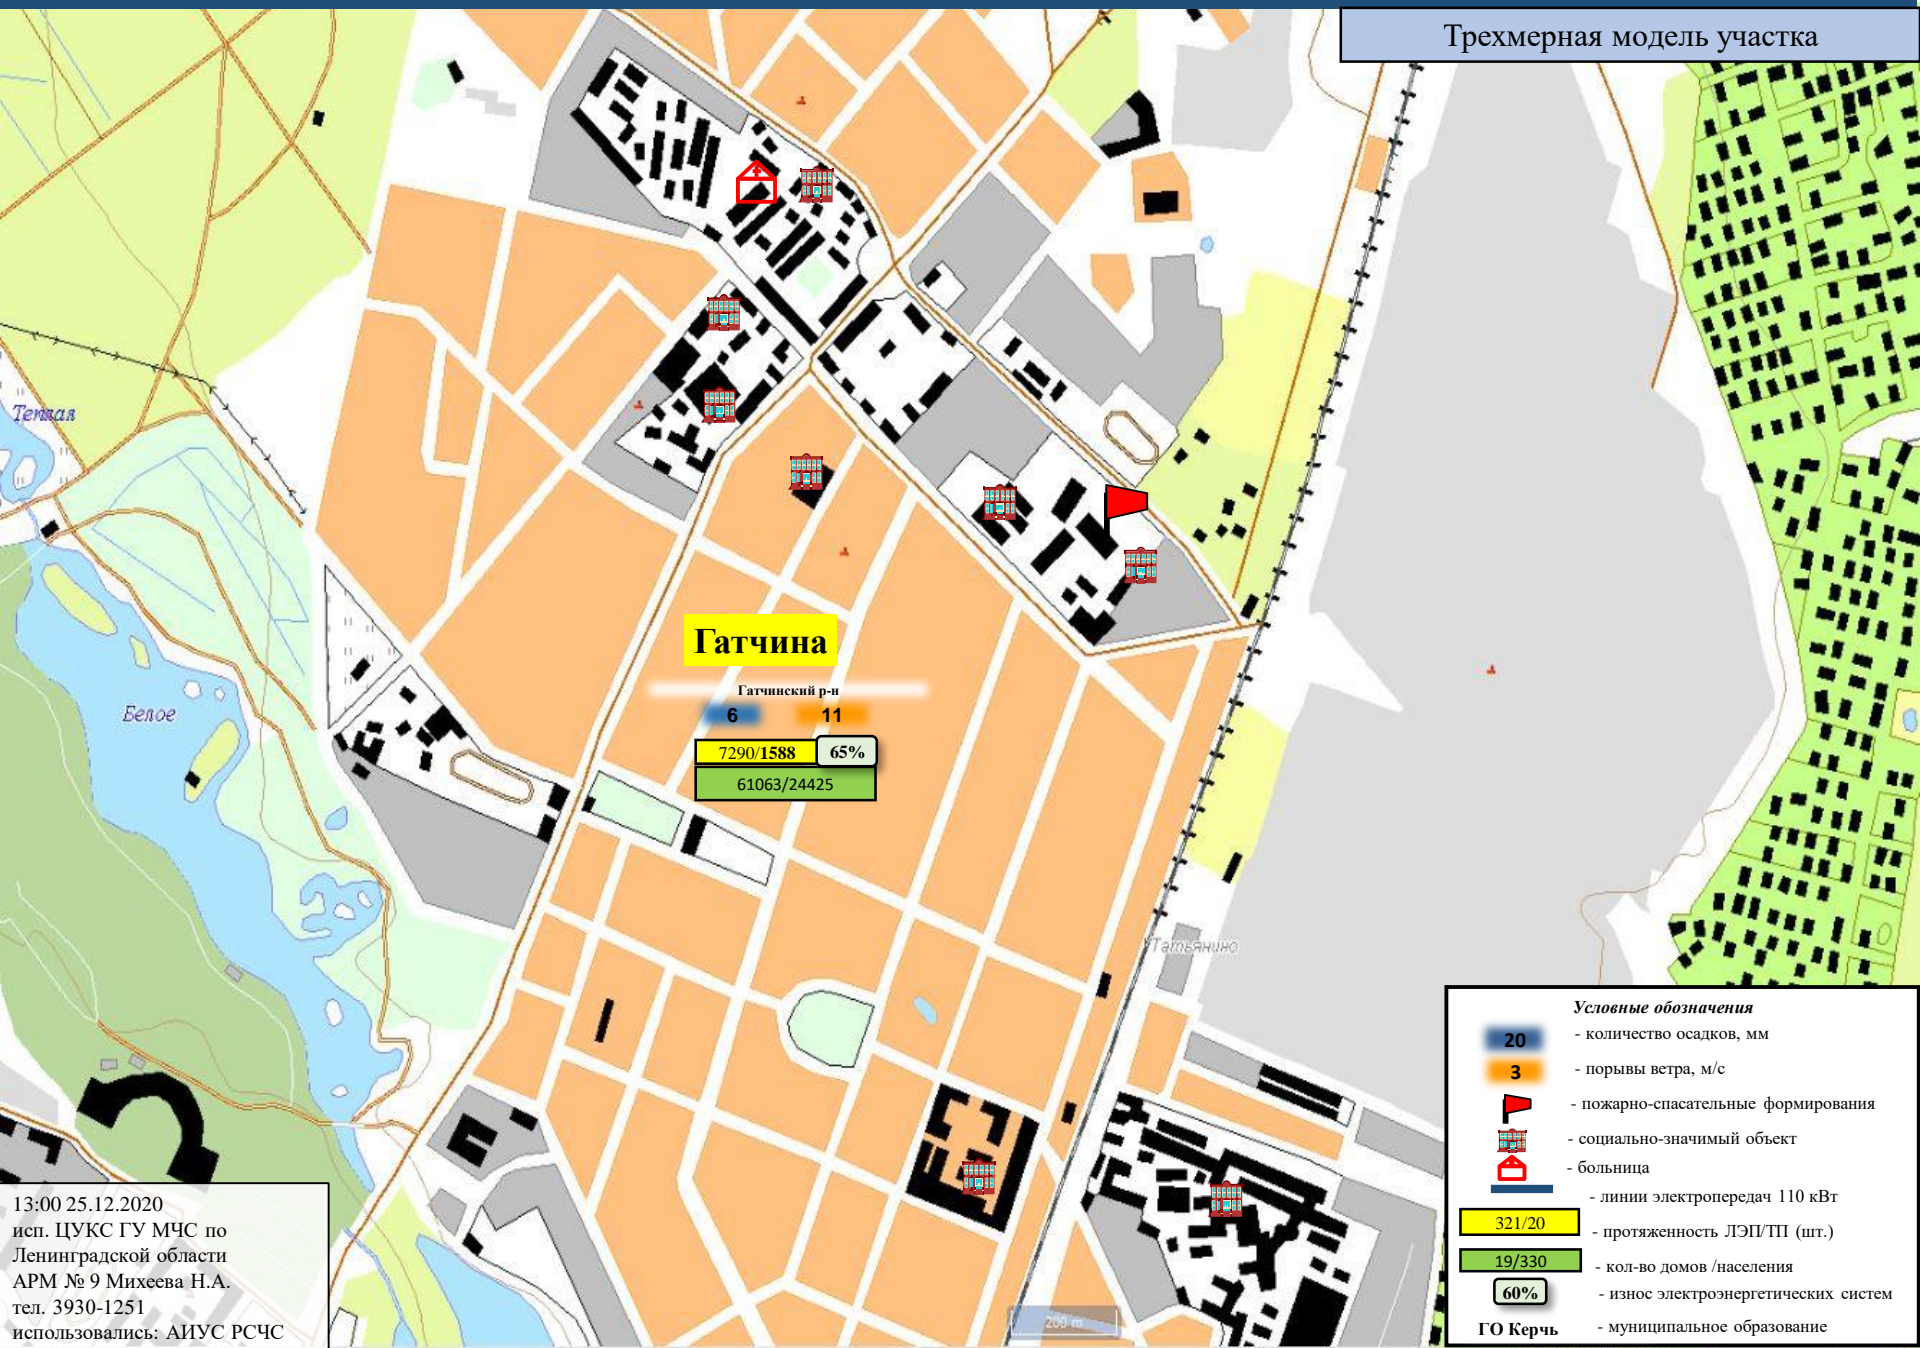 Трехмерная модель участка
Теплая
Белое
Гатчина
Гатчинский р-н
6 11
7290/1588 65%
61063/24425
Татьянино
200 m
13:00 25.12.2020
исп. ЦУКС ГУ МЧС по
Ленинградской области
АРМ № 9 Михеева Н.А.
тел. 3930-1251
использовались: АИУС РСЧС
Условные обозначения
20 - количество осадков, мм
3 - порывы ветра, м/с
- пожарно-спасательные формирования
- социально-значимый объект
- больница
- линии электропередач 110 кВт
321/20 - протяженность ЛЭП/ТП (шт.)
19/330 - кол-во домов /населения
60% - износ электроэнергетических систем
ГО Керчь - муниципальное образование